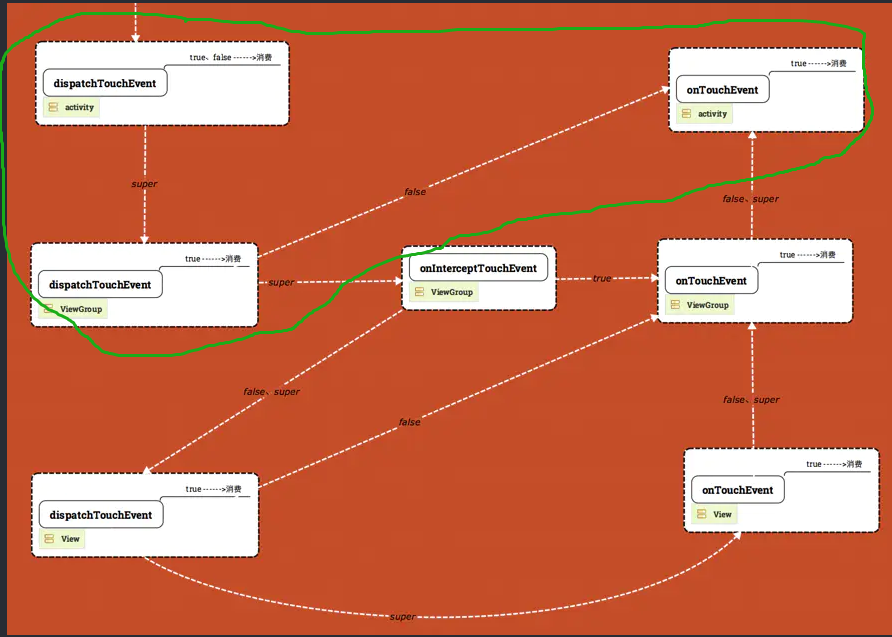 true、false ------>消费
dispatchTouchEvent
activity
true ------>消费
onTouchEvent
activity
super
false
false、super
true ------>消费
dispatchTouchEvent
ViewGroup
super
onInterceptTouchEvent
ViewGroup
true
true ------>消费
onTouchEvent
ViewGroup
false、super
false
false、super
true ------>消费
dispatchTouchEvent
View
true ------>消费
onTouchEvent
View
super